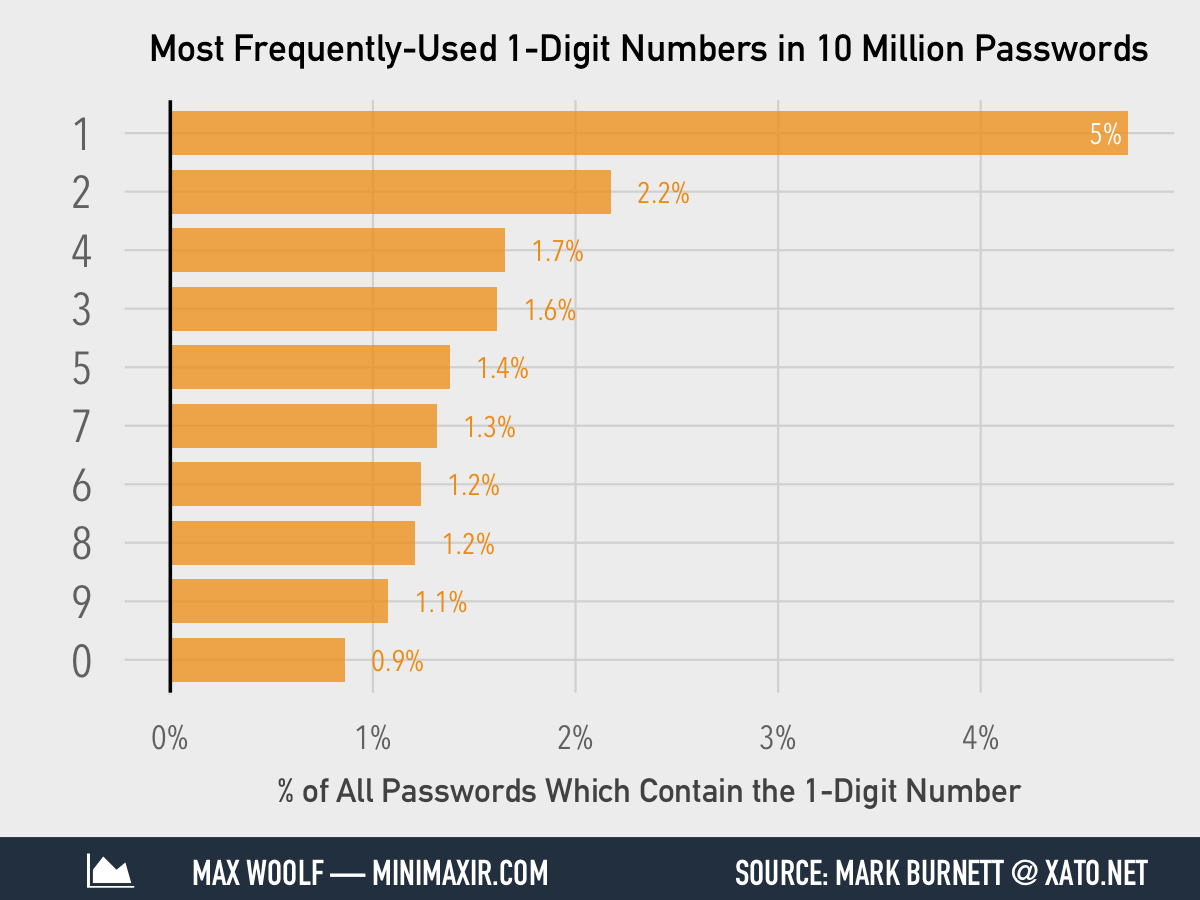 Most Frequently-Used 1-Digit Numbers in 10 Million Passwords
1 5%
2 2.2%
4 1.7%
3 1.6%
5 1.4%
7 1.3%
6 1.2%
8 1.2%
9 1.1%
0 0.9%
0% 1% 2% 3% 4%
% of All Passwords Which Contain the 1-Digit Number
MAX WOOLF — MINIMAXIR.COM SOURCE: MARK BURNETT @ XATO.NET